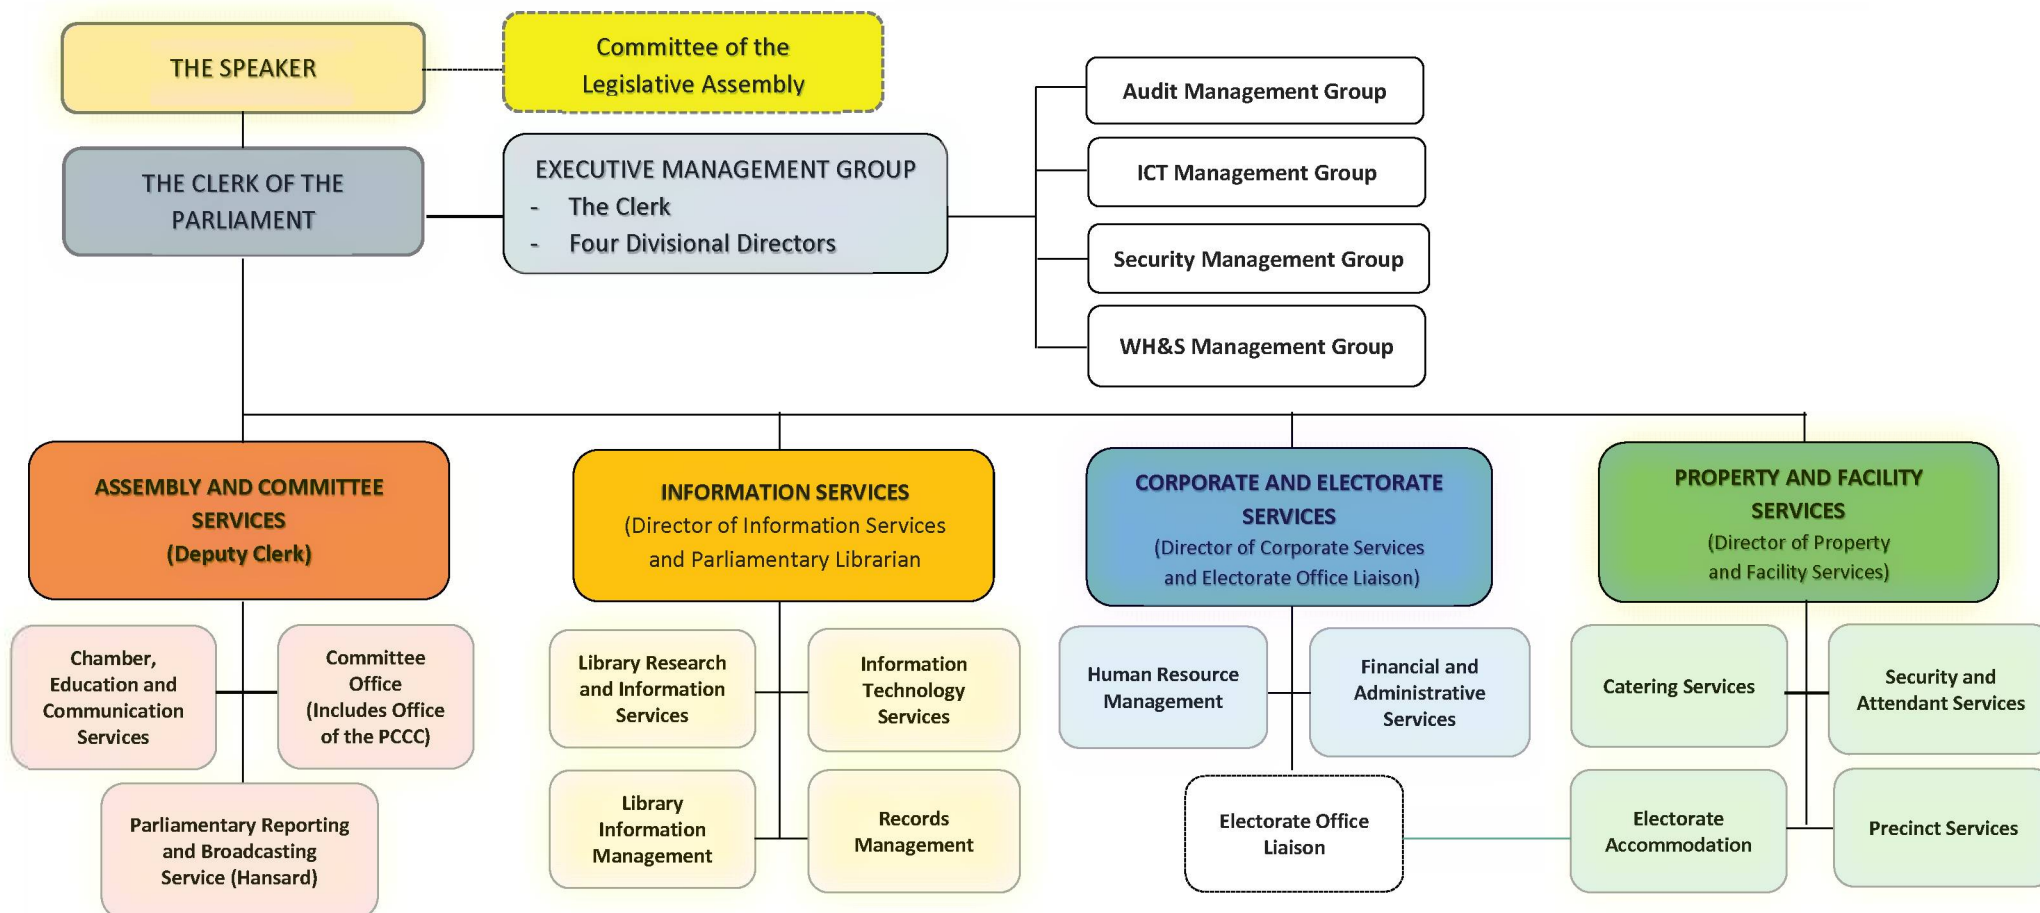 THE SPEAKER
Committee of the
Legislative Assembly
THE CLERK OF THE
PARLIAMENT
EXECUTIVE MANAGEMENT GROUP
- The Clerk
- Four Divisional Directors
Audit Management Group
ICT Management Group
Security Management Group
WH&S Management Group
ASSEMBLY AND COMMITTEE
SERVICES
(Deputy Clerk)
INFORMATION SERVICES
(Director of Information Services
and Parliamentary Librarian
CORPORATE AND ELECTORATE
SERVICES
(Director of Corporate Services
and Electorate Office Liaison)
PROPERTY AND FACILITY
SERVICES
(Director of Property
and Facility Services)
Chamber,
Education and
Communication
Services
Committee
Office
(Includes Office
of the PCCC)
Parliamentary Reporting
and Broadcasting
Service (Hansard)
Library Research
and Information
Services
Information
Technology
Services
Library
Information
Management
Records
Management
Human Resource
Management
Financial and
Administrative
Services
Electorate Office
Liaison
Catering Services
Security and
Attendant Services
Electorate
Accommodation
Precinct Services